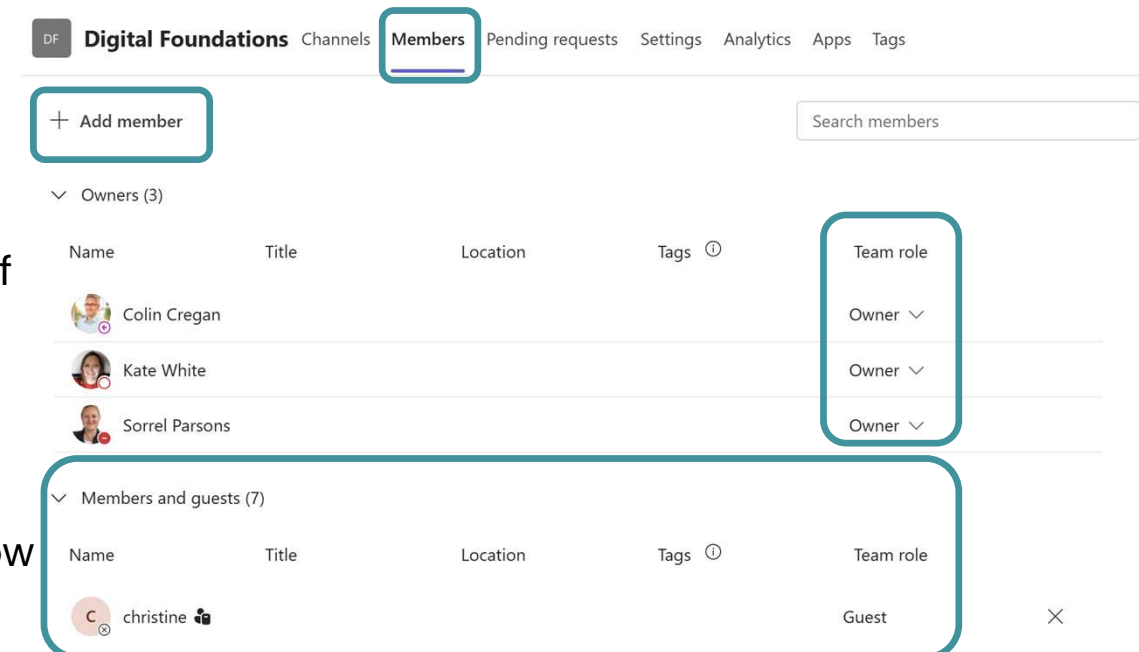 DF Digital Foundations Channels Members Pending requests Settings Analytics Apps Tags
+ Add member Search members
Owners (3)
Name Title Location Tags Team role
Colin Cregan Owner
Kate White Owner
Sorrel Parsons Owner
Members and guests (7)
Name Title Location Tags Team role
C christine Guest